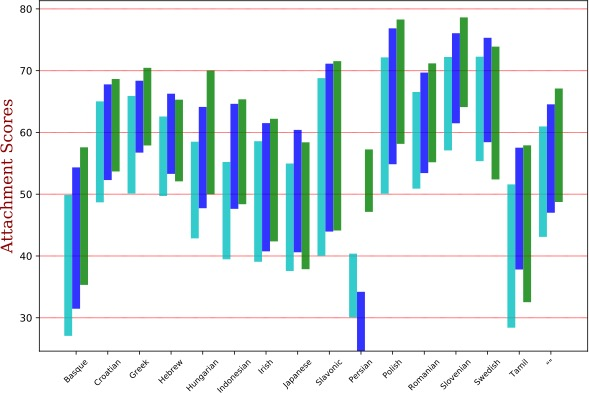 80
70
60
50
40
30
Attachment Scores
Basque
Croatian
Greek
Hebrew
Hungarian
Indonesian
Irish
Japanese
Slavonic
Persian
Polish
Romanian
Slovenian
Swedish
Tamil
""